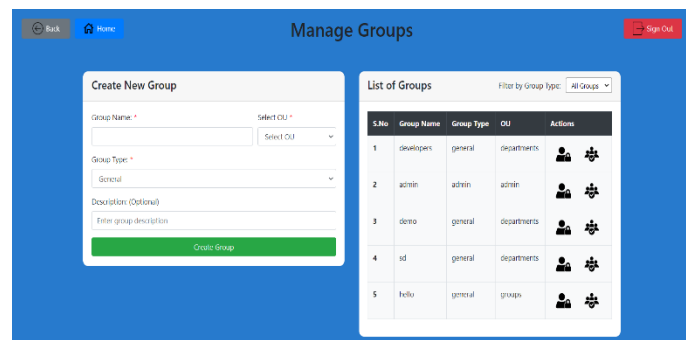 Back
Home
Manage Groups
Sign Out
Create New Group
Group Name: *
Select OU *
Select OU
Group Type: *
General
Description: (Optional)
Enter group description
Create Group
List of Groups
Filter by Group Type: All Groups
S.No Group Name Group Type OU Actions
1 developers general departments
2 admin admin admin
3 demo general departments
4 sd general departments
5 hello general groups